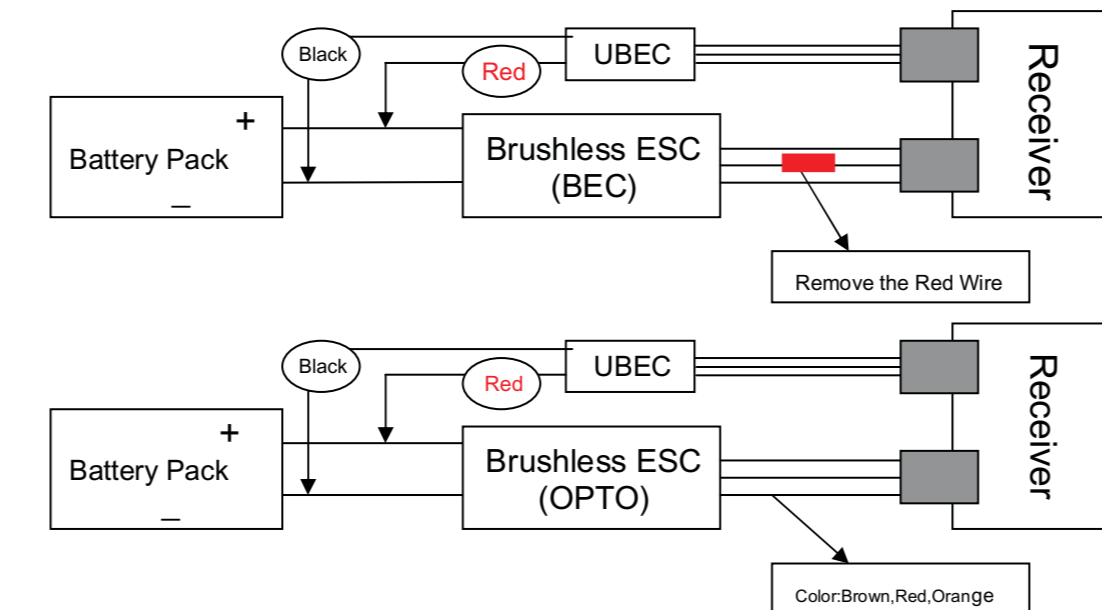 Black
UBEC
Red
+
Battery Pack
_
Brushless ESC
(BEC)
Receiver
Remove the Red Wire
Black
UBEC
Red
+
Battery Pack
_
Brushless ESC
(OPTO)
Receiver
Color:Brown,Red,Orange